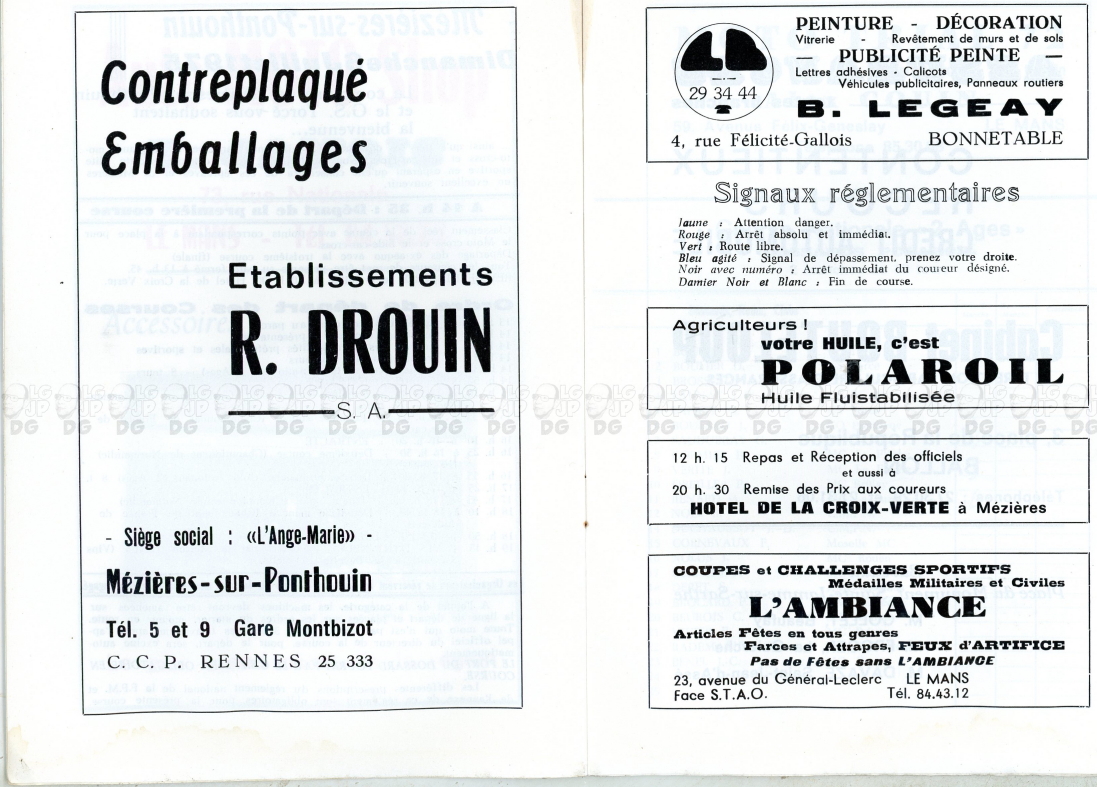 Contreplaqué
Emballages
Etablissements
R. DROUIN
S. A.
- Siège social : «L'Ange-Marie» -
Mézières-sur-Ponthouin
Tél. 5 et 9 Gare Montbizot
C. C. P. RENNES 25 333
29 34 44
PEINTURE - DÉCORATION
Vitrerie - Revêtement de murs et de sols
— PUBLICITÉ PEINTE —
Lettres adhésives - Calicots
Véhicules publicitaires, Panneaux routiers
B. LEGEAY
4, rue Félicité-Gallois BONNETABLE
Signaux réglementaires
Jaune : Attention danger.
Rouge : Arrêt absolu et immédiat.
Vert : Route libre.
Bleu agité : Signal de dépassement, prenez votre droite.
Noir avec numéro : Arrêt immédiat du coureur désigné.
Damier Noir et Blanc : Fin de course.
Agriculteurs !
votre HUILE, c'est
POLAROIL
Huile Fluistabilisée
12 h. 15 Repas et Réception des officiels
et aussi à
20 h. 30 Remise des Prix aux coureurs
HOTEL DE LA CROIX-VERTE à Mézières
COUPES et CHALLENGES SPORTIFS
Médailles Militaires et Civiles
L'AMBIANCE
Articles Fêtes en tous genres
Farces et Attrapes, FEUX d'ARTIFICE
Pas de Fêtes sans L'AMBIANCE
23, avenue du Général-Leclerc LE MANS
Face S.T.A.O. Tél. 84.43.12